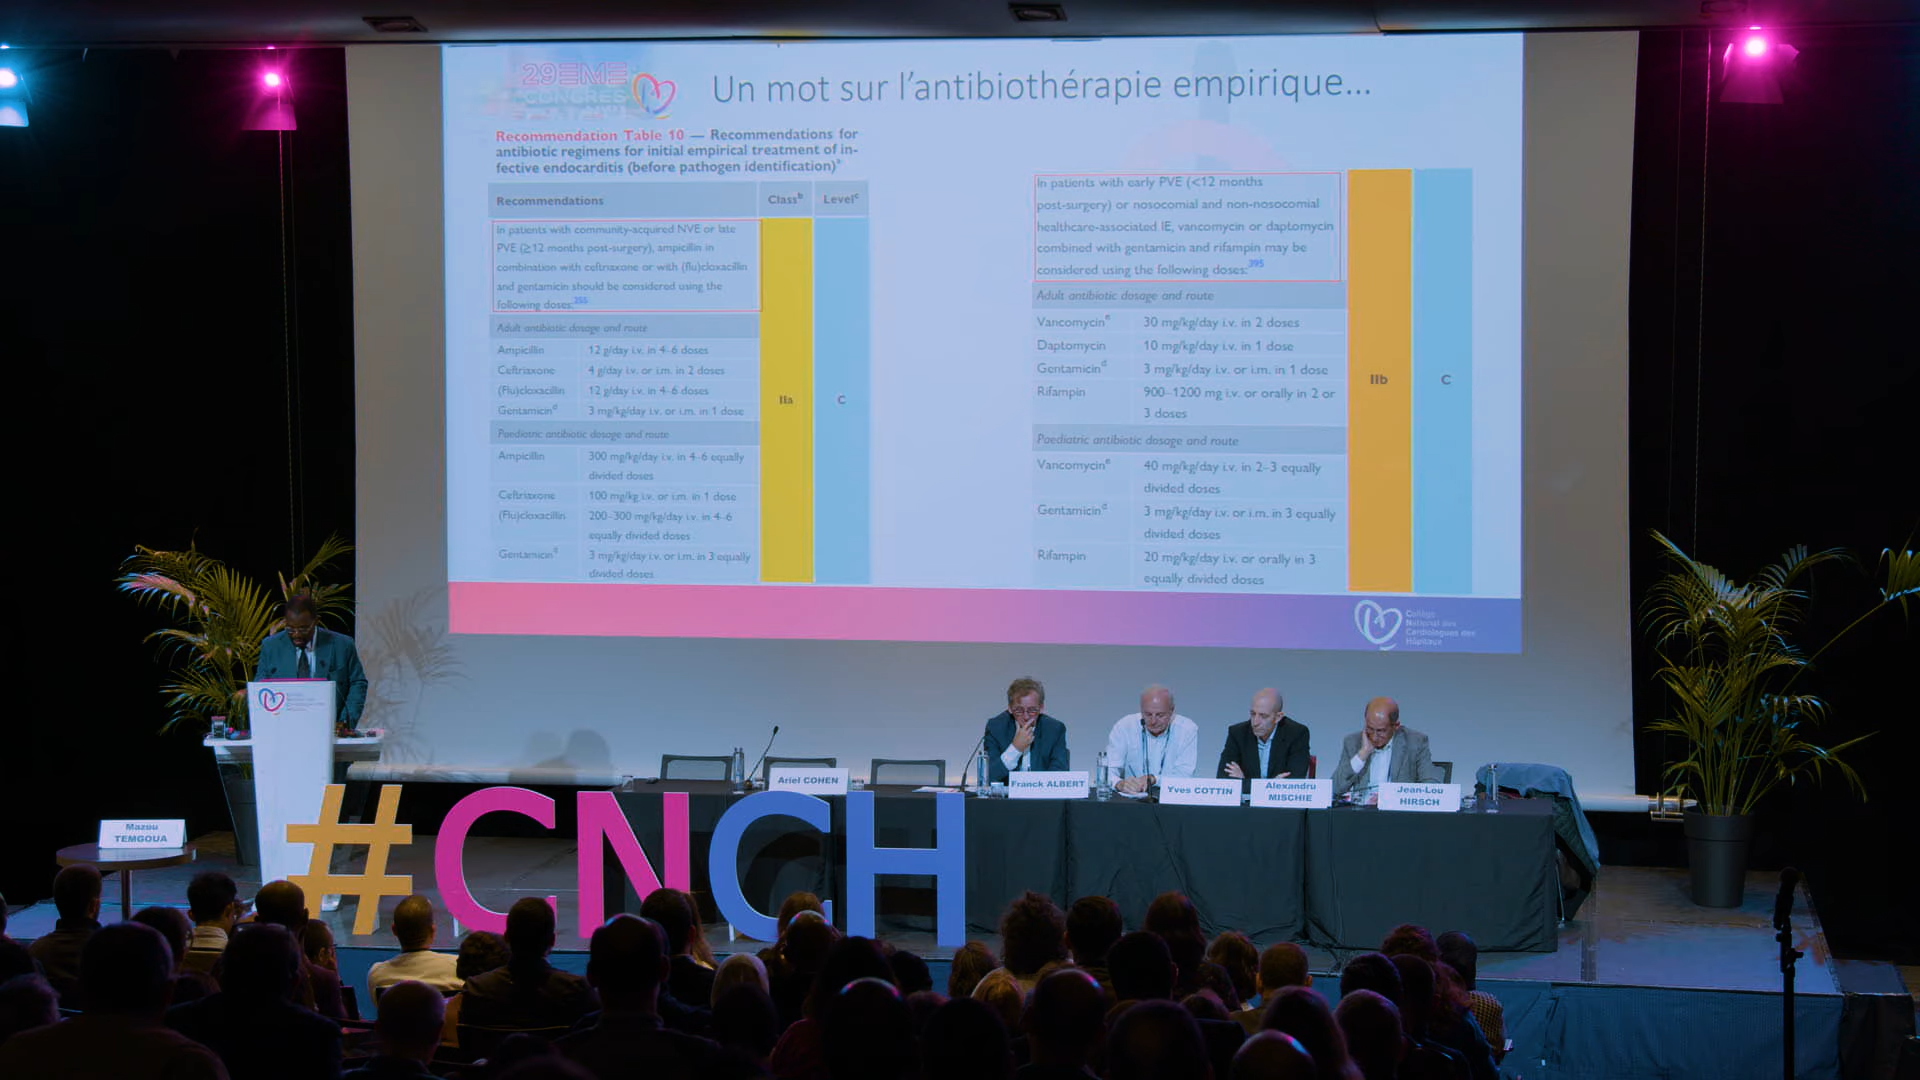 29EME
CONGRES
Un mot sur l'antibiothérapie empirique...
Recommendation Table 10 — Recommendations for
antibiotic regimens for initial empirical treatment of in-
fective endocarditis (before pathogen identification)a
Recommendations Classb Levelc
In patients with community-acquired NVE or late
PVE (≥12 months post-surgery), ampicillin in
combination with ceftriaxone or with (flu)cloxacillin
and gentamicin should be considered using the
following doses:
Adult antibiotic dosage and route
Ampicillin 12 g/day i.v. in 4–6 doses
Ceftriaxone 4 g/day i.v. or i.m. in 2 doses
(Flu)cloxacillin 12 g/day i.v. in 4–6 doses
Gentamicind 3 mg/kg/day i.v. or i.m. in 1 dose
IIa C
Paediatric antibiotic dosage and route
Ampicillin 300 mg/kg/day i.v. in 4–6 equally
divided doses
Ceftriaxone 100 mg/kg i.v. or i.m. in 1 dose
(Flu)cloxacillin 200–300 mg/kg/day i.v. in 4–6
equally divided doses
Gentamicind 3 mg/kg/day i.v. or i.m. in 3 equally
divided doses
In patients with early PVE (<12 months
post-surgery) or nosocomial and non-nosocomial
healthcare-associated IE, vancomycin or daptomycin
combined with gentamicin and rifampin may be
considered using the following doses:395
Adult antibiotic dosage and route
Vancomycine 30 mg/kg/day i.v. in 2 doses
Daptomycin 10 mg/kg/day i.v. in 1 dose
Gentamicind 3 mg/kg/day i.v. or i.m. in 1 dose
Rifampin 900–1200 mg i.v. or orally in 2 or
3 doses
IIb C
Paediatric antibiotic dosage and route
Vancomycine 40 mg/kg/day i.v. in 2–3 equally
divided doses
Gentamicind 3 mg/kg/day i.v. or i.m. in 3 equally
divided doses
Rifampin 20 mg/kg/day i.v. or orally in 3
equally divided doses
Collège
National des
Cardiologues des
Hôpitaux
Ariel COHEN
Franck ALBERT
Yves COTTIN
Alexandru
MISCHIE
Jean-Lou
HIRSCH
Mazou
TEMGOUA
#CNCH